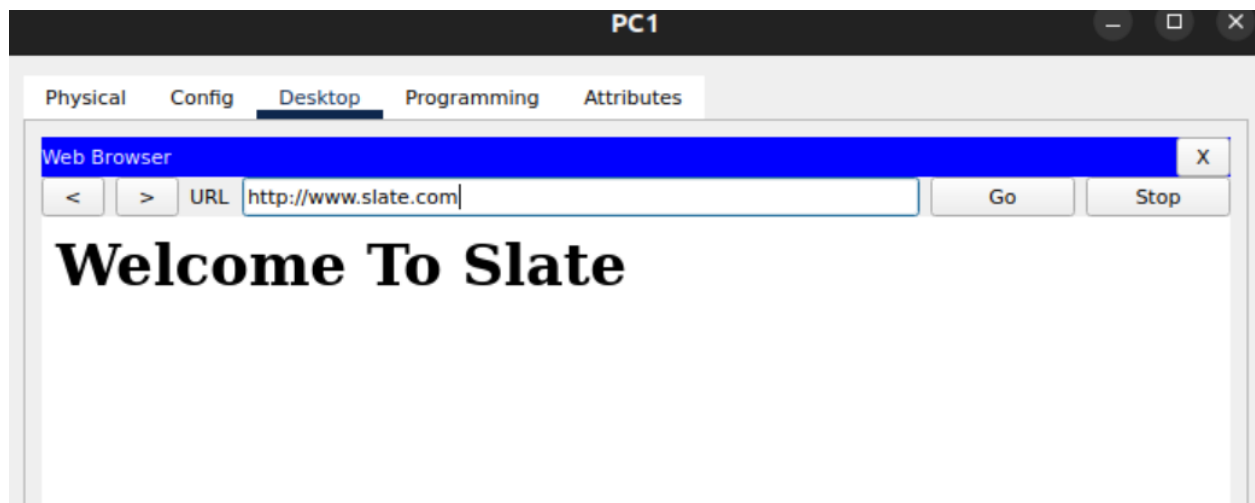 PC1
Physical Config Desktop Programming Attributes
Web Browser X
< > URL http://www.slate.com Go Stop
Welcome To Slate